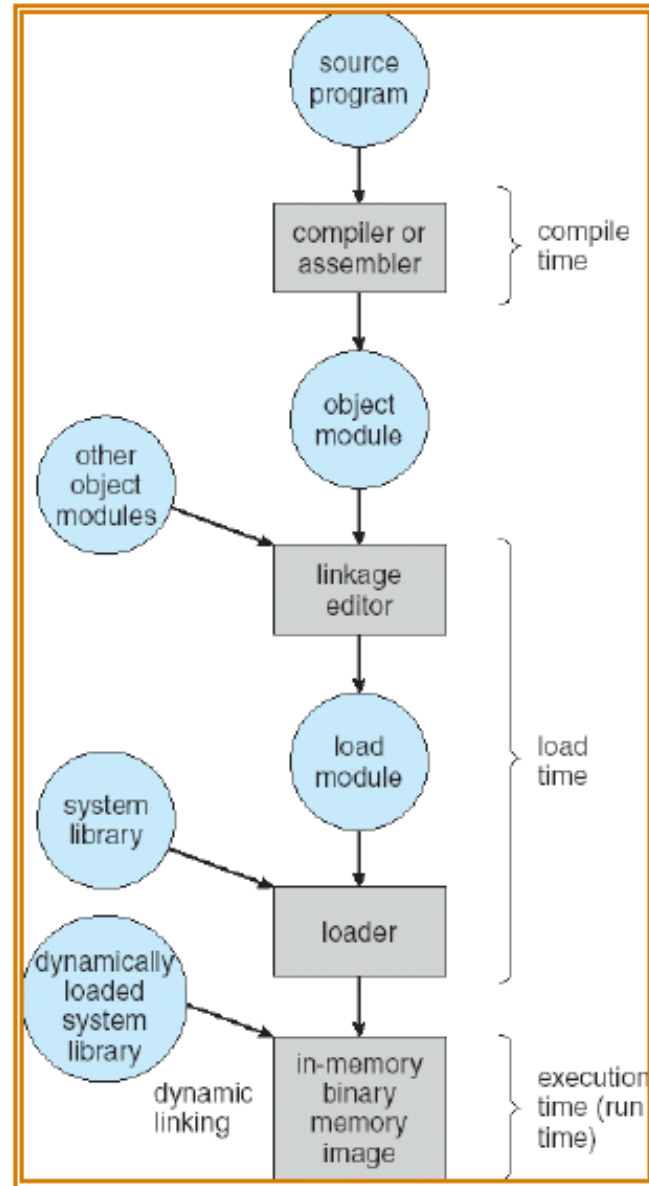 source
program
compiler or
assembler
compile
time
object
module
other
object
modules
linkage
editor
load
module
load
time
system
library
loader
dynamically
loaded
system
library
dynamic
linking
in-memory
binary
memory
image
execution
time (run
time)